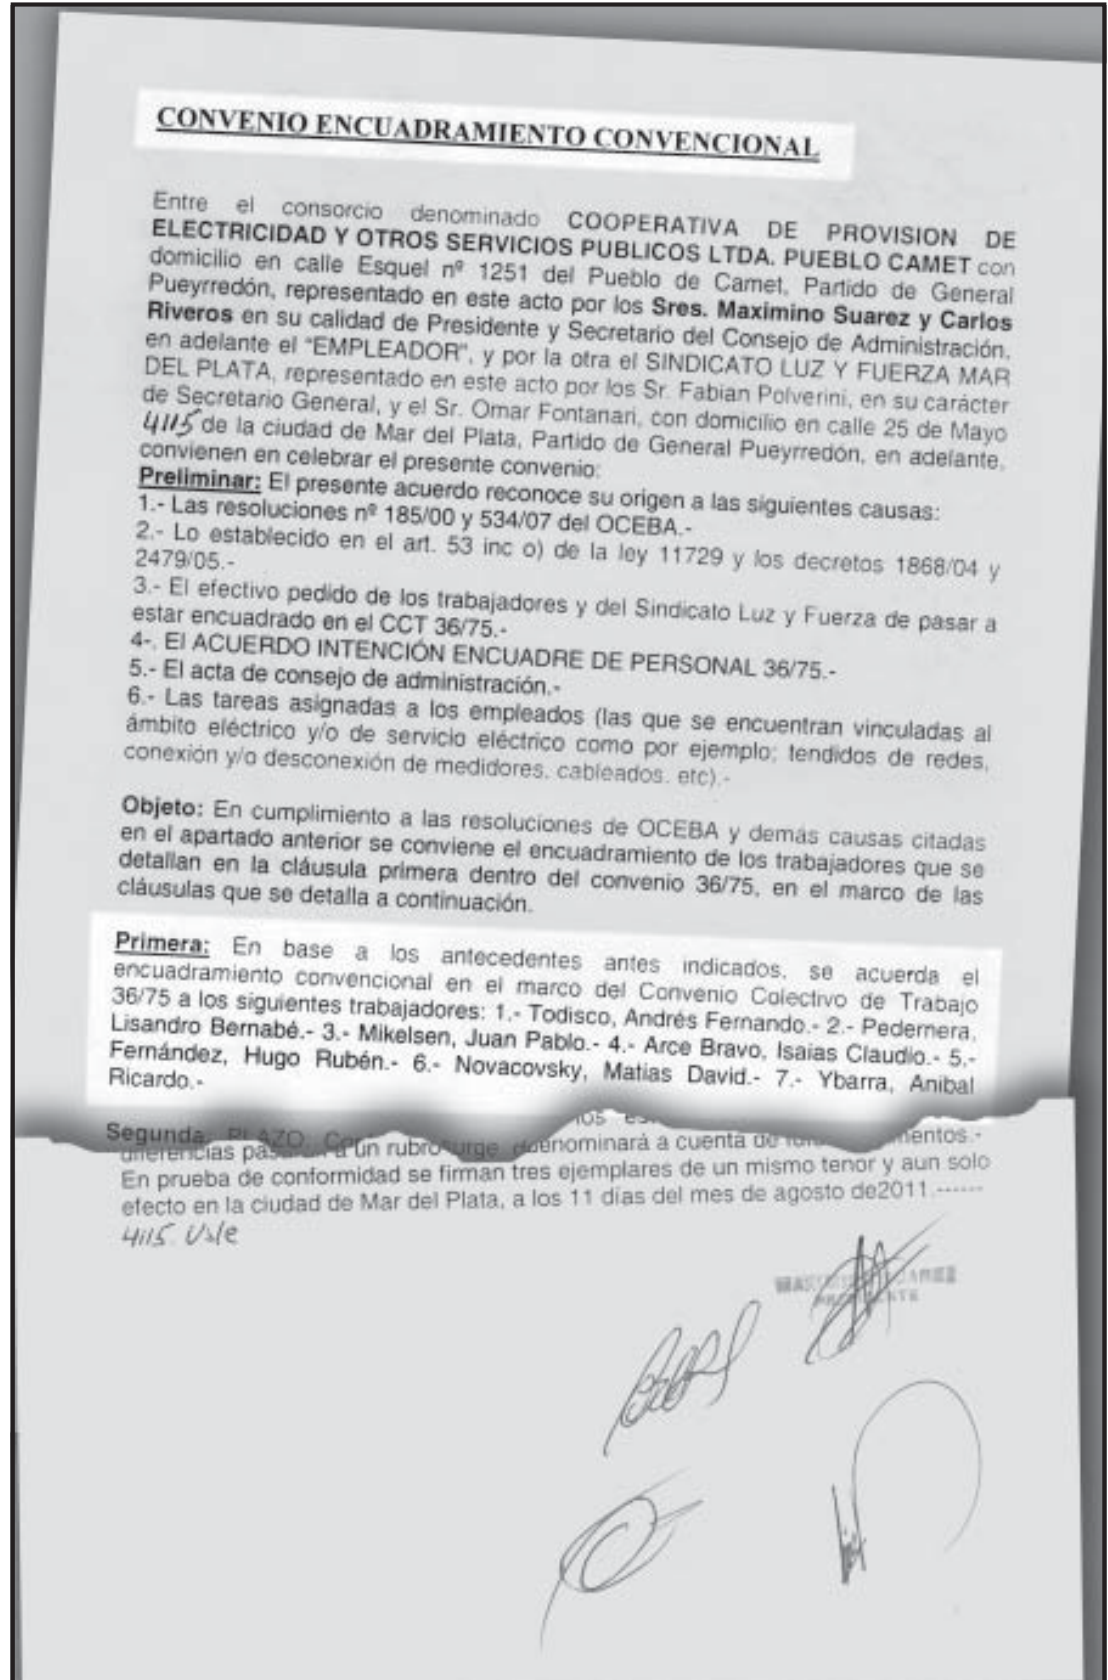 CONVENIO ENCUADRAMIENTO CONVENCIONAL
Entre el consorcio denominado COOPERATIVA DE PROVISION DE
ELECTRICIDAD Y OTROS SERVICIOS PUBLICOS LTDA. PUEBLO CAMET con
domicilio en calle Esquel nº 1251 del Pueblo de Camet, Partido de General
Pueyrredón, representado en este acto por los Sres. Maximino Suarez y Carlos
Riveros en su calidad de Presidente y Secretario del Consejo de Administración,
en adelante el "EMPLEADOR", y por la otra el SINDICATO LUZ Y FUERZA MAR
DEL PLATA, representado en este acto por los Sr. Fabian Polverini, en su carácter
de Secretario General, y el Sr. Omar Fontanari, con domicilio en calle 25 de Mayo
4115 de la ciudad de Mar del Plata, Partido de General Pueyrredón, en adelante,
convienen en celebrar el presente convenio:
Preliminar: El presente acuerdo reconoce su origen a las siguientes causas:
1.- Las resoluciones nº 185/00 y 534/07 del OCEBA.-
2.- Lo establecido en el art. 53 inc o) de la ley 11729 y los decretos 1868/04 y
2479/05.-
3.- El efectivo pedido de los trabajadores y del Sindicato Luz y Fuerza de pasar a
estar encuadrado en el CCT 36/75.-
4-. El ACUERDO INTENCIÓN ENCUADRE DE PERSONAL 36/75.-
5.- El acta de consejo de administración.-
6.- Las tareas asignadas a los empleados (las que se encuentran vinculadas al
ámbito eléctrico y/o de servicio eléctrico como por ejemplo; tendidos de redes,
conexión y/o desconexión de medidores, cableados, etc).-
Objeto: En cumplimiento a las resoluciones de OCEBA y demás causas citadas
en el apartado anterior se conviene el encuadramiento de los trabajadores que se
detallan en la cláusula primera dentro del convenio 36/75, en el marco de las
cláusulas que se detalla a continuación.
Primera: En base a los antecedentes antes indicados, se acuerda el
encuadramiento convencional en el marco del Convenio Colectivo de Trabajo
36/75 a los siguientes trabajadores: 1.- Todisco, Andrés Fernando.- 2.- Pedernera,
Lisandro Bernabé.- 3.- Mikelsen, Juan Pablo.- 4.- Arce Bravo, Isaias Claudio.- 5.-
Fernández, Hugo Rubén.- 6.- Novacovsky, Matias David.- 7.- Ybarra, Anibal
Ricardo.-
Segunda: PLAZO:
diferencias un rubro denominará a cuenta de
En prueba de conformidad se firman tres ejemplares de un mismo tenor y aun solo
efecto en la ciudad de Mar del Plata, a los 11 días del mes de agosto de2011.------
4115. Vale